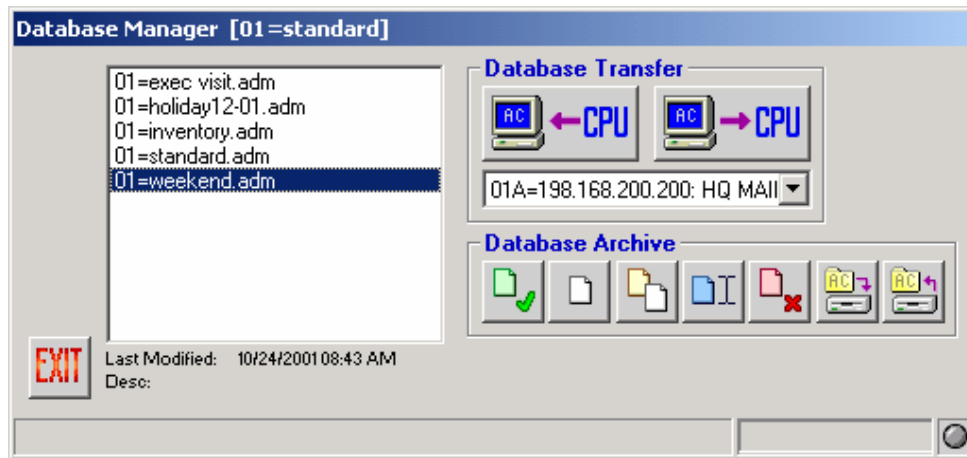 Database Manager [01=standard]
01=exec visit.adm
01=holiday12-01.adm
01=inventory.adm
01=standard.adm
01=weekend.adm
Database Transfer
AC CPU
AC CPU
01A=198.168.200.200: HQ MAII
Database Archive
AC
AC
EXIT
Last Modified: 10/24/2001 08:43 AM
Desc: